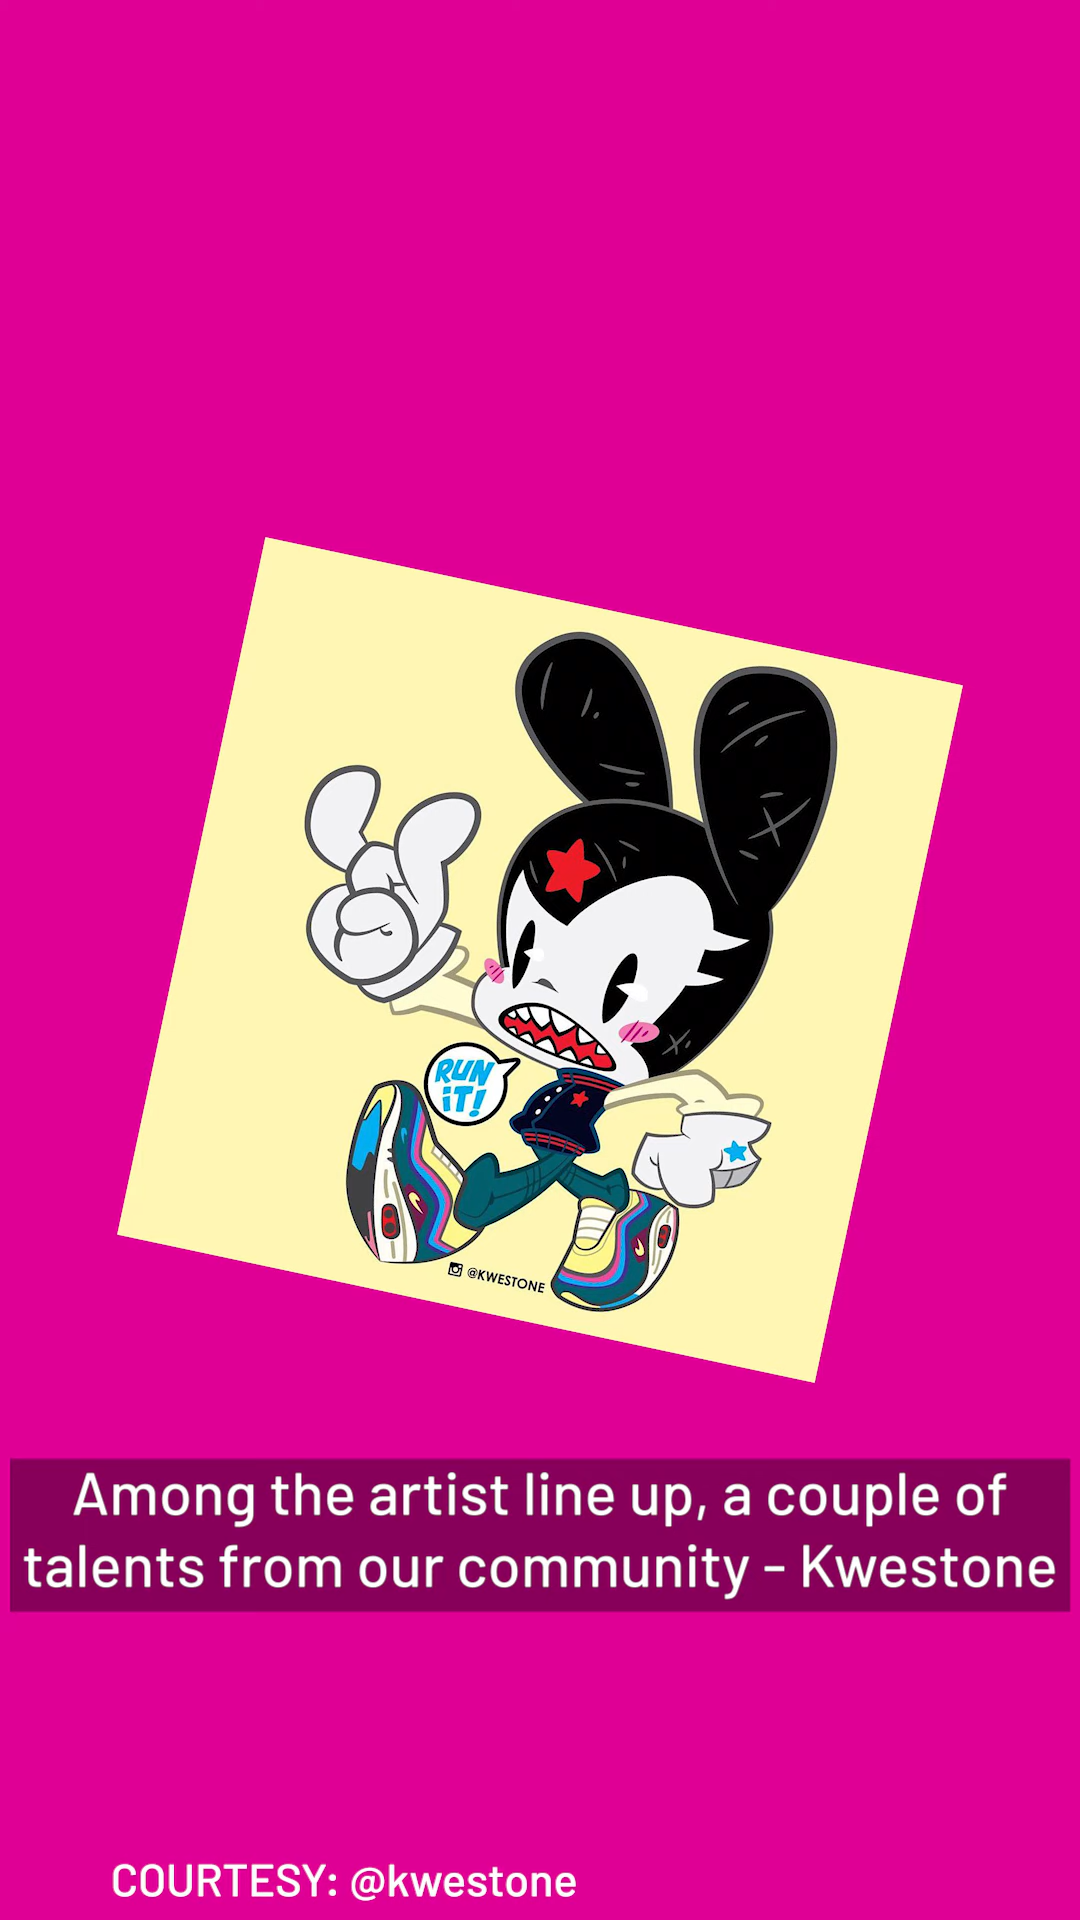 RUN
iT!
@KWESTONE
Among the artist line up, a couple of
talents from our community - Kwestone
COURTESY: @kwestone